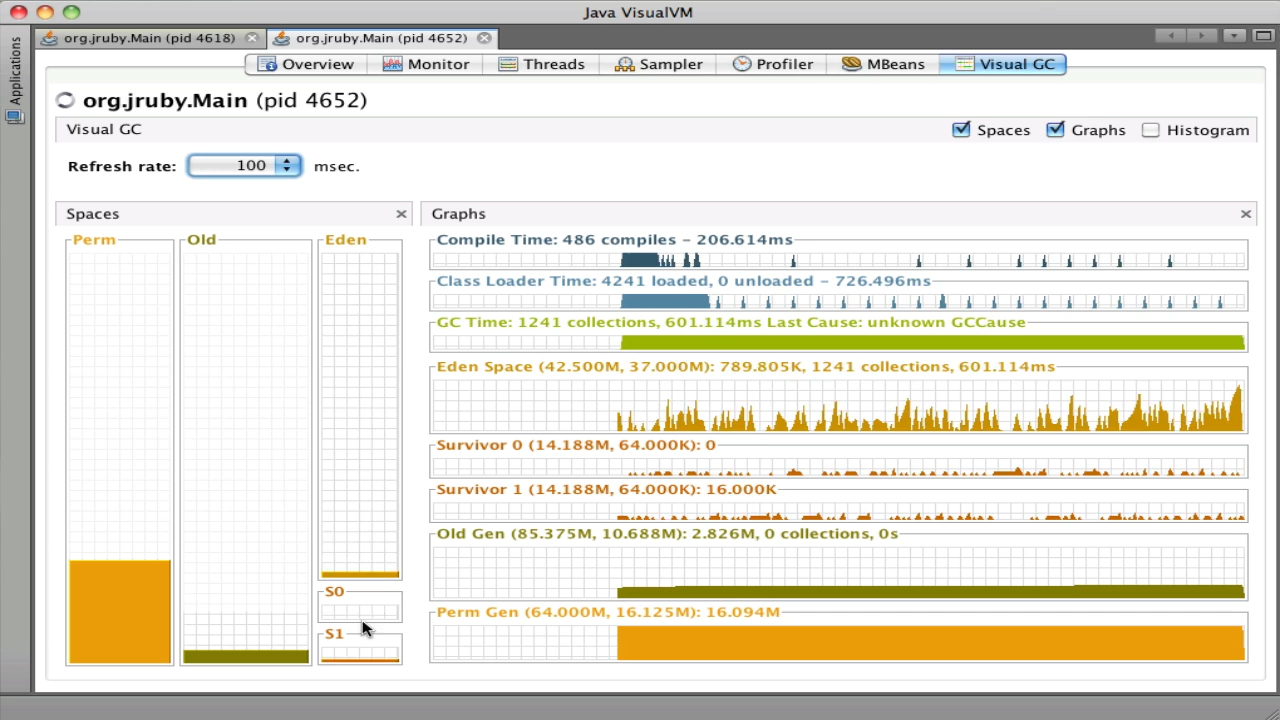 Java VisualVM
org.jruby.Main (pid 4618)
org.jruby.Main (pid 4652)
Applications
Overview
Monitor
Threads
Sampler
Profiler
MBeans
Visual GC
org.jruby.Main (pid 4652)
Visual GC
Spaces
Graphs
Histogram
Refresh rate: 100 msec.
Spaces
Graphs
Perm
Old
Eden
S0
S1
Compile Time: 486 compiles - 206.614ms
Class Loader Time: 4241 loaded, 0 unloaded - 726.496ms
GC Time: 1241 collections, 601.114ms Last Cause: unknown GCCause
Eden Space (42.500M, 37.000M): 789.805K, 1241 collections, 601.114ms
Survivor 0 (14.188M, 64.000K): 0
Survivor 1 (14.188M, 64.000K): 16.000K
Old Gen (85.375M, 10.688M): 2.826M, 0 collections, 0s
Perm Gen (64.000M, 16.125M): 16.094M